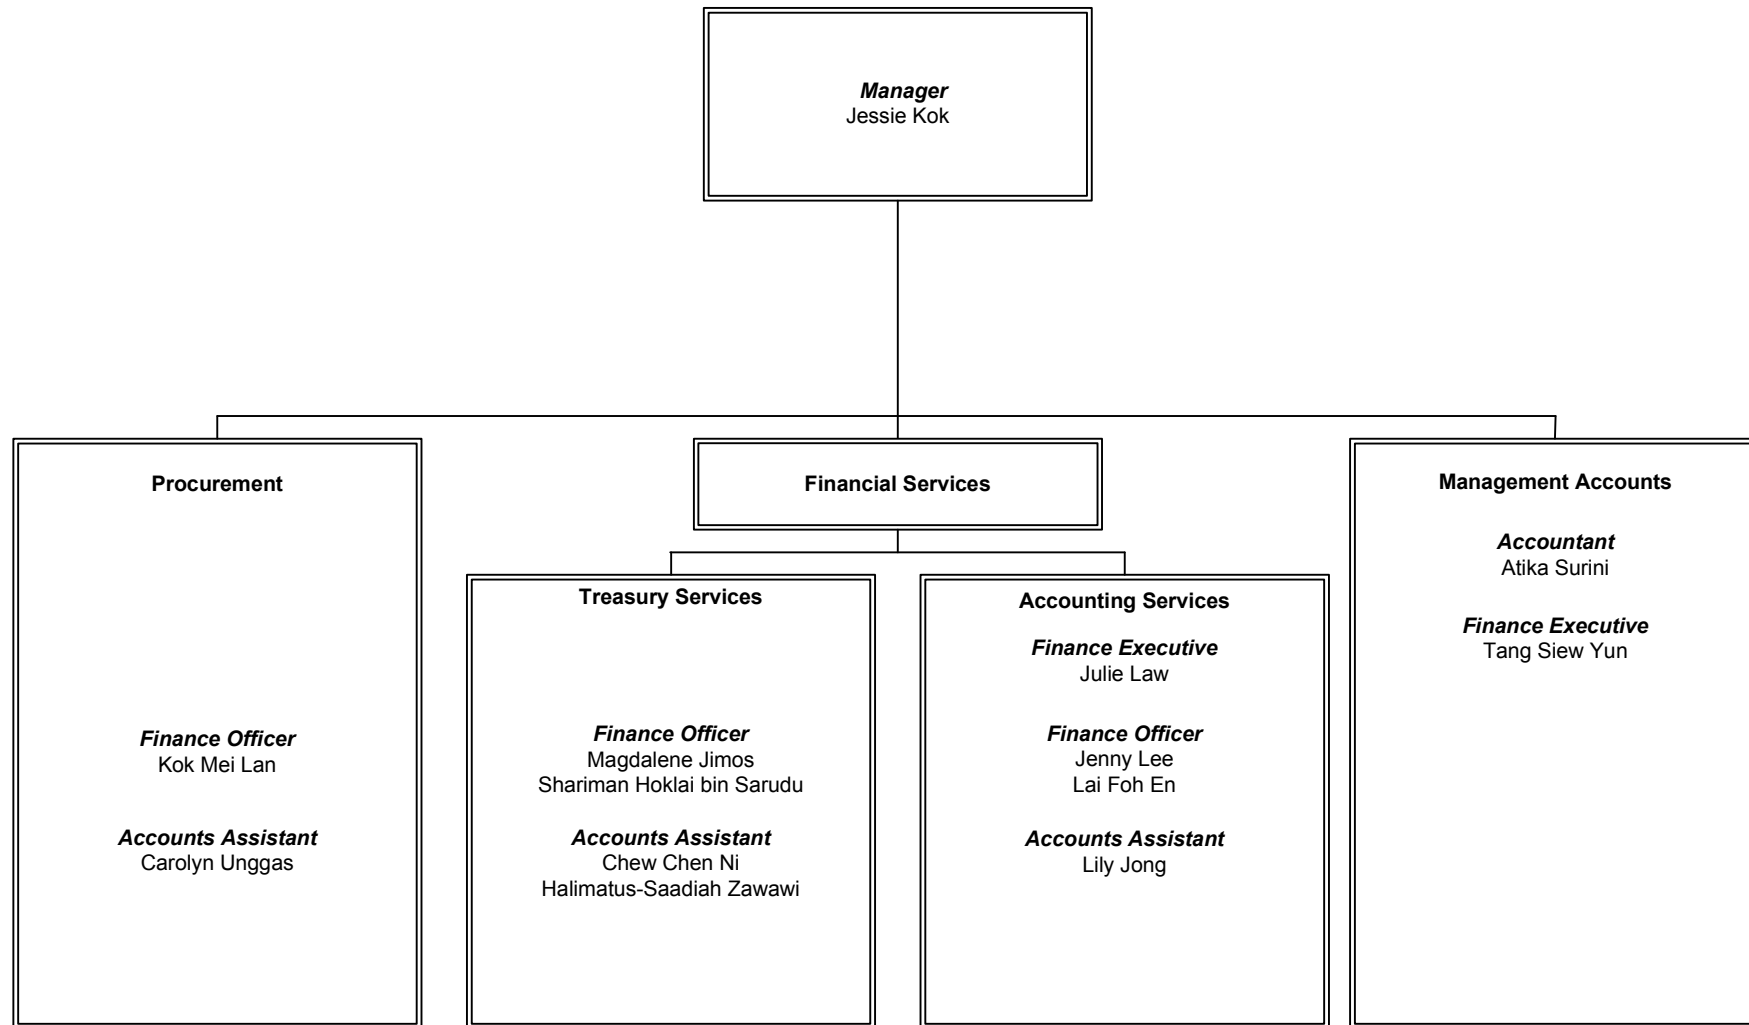 Manager
Jessie Kok
Procurement
Finance Officer
Kok Mei Lan
Accounts Assistant
Carolyn Unggas
Financial Services
Treasury Services
Finance Officer
Magdalene Jimos
Shariman Hoklai bin Sarudu
Accounts Assistant
Chew Chen Ni
Halimatus-Saadiah Zawawi
Accounting Services
Finance Executive
Julie Law
Finance Officer
Jenny Lee
Lai Foh En
Accounts Assistant
Lily Jong
Management Accounts
Accountant
Atika Surini
Finance Executive
Tang Siew Yun